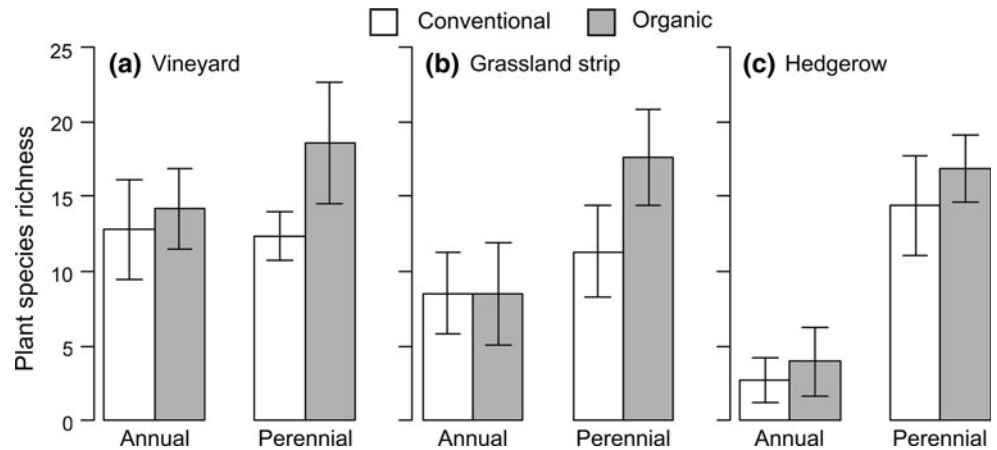 Conventional Organic
(a) Vineyard (b) Grassland strip (c) Hedgerow
Plant species richness
25
20
15
10
5
0
Annual Perennial Annual Perennial Annual Perennial